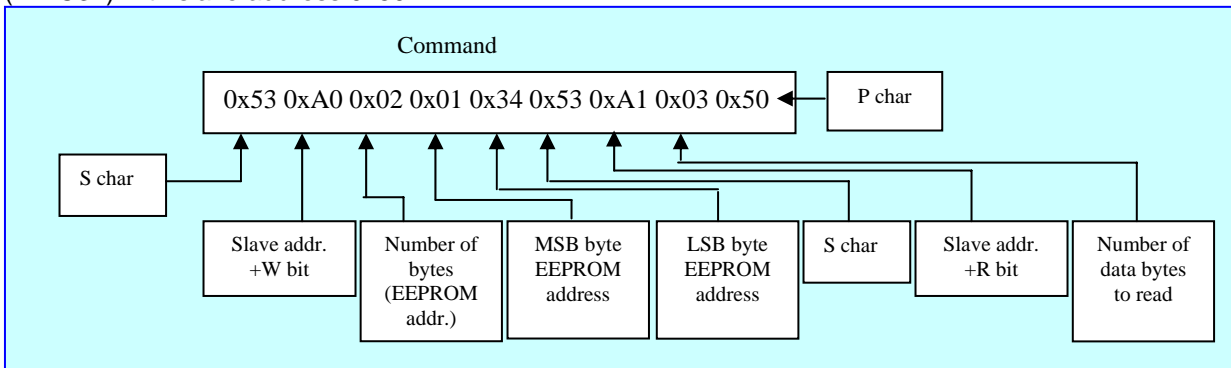 Command
0x53 0xA0 0x02 0x01 0x34 0x53 0xA1 0x03 0x50
P char
S char
Slave addr.
+W bit
Number of
bytes
(EEPROM
addr.)
MSB byte
EEPROM
address
LSB byte
EEPROM
address
S char
Slave addr.
+R bit
Number of
data bytes
to read